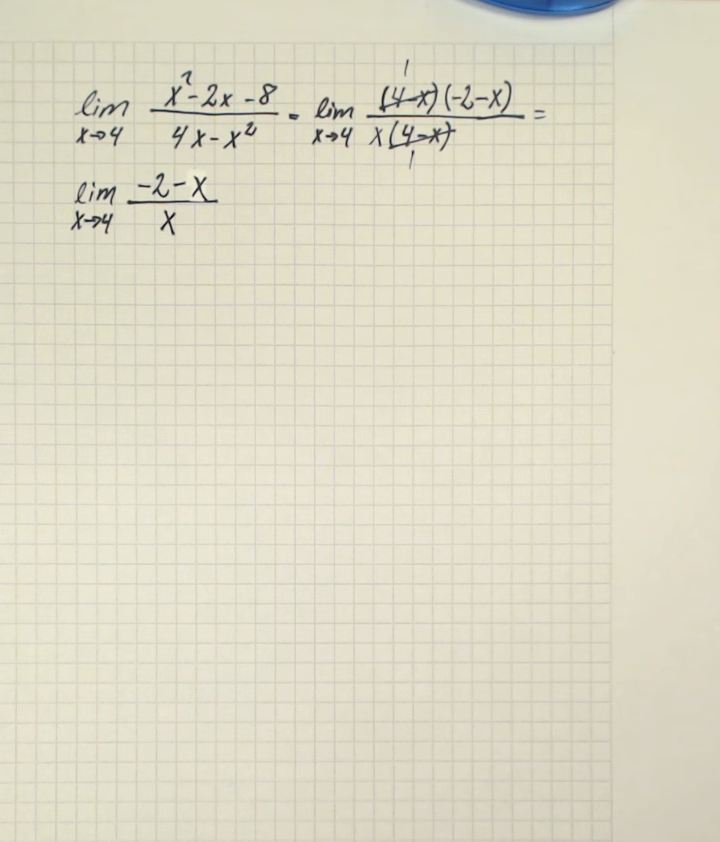 lim x→4 (x² - 2x - 8)/(4x - x²) = lim x→4 ((4-x)(-2-x))/(x(4-x)) =
lim x→4 (-2-x)/x